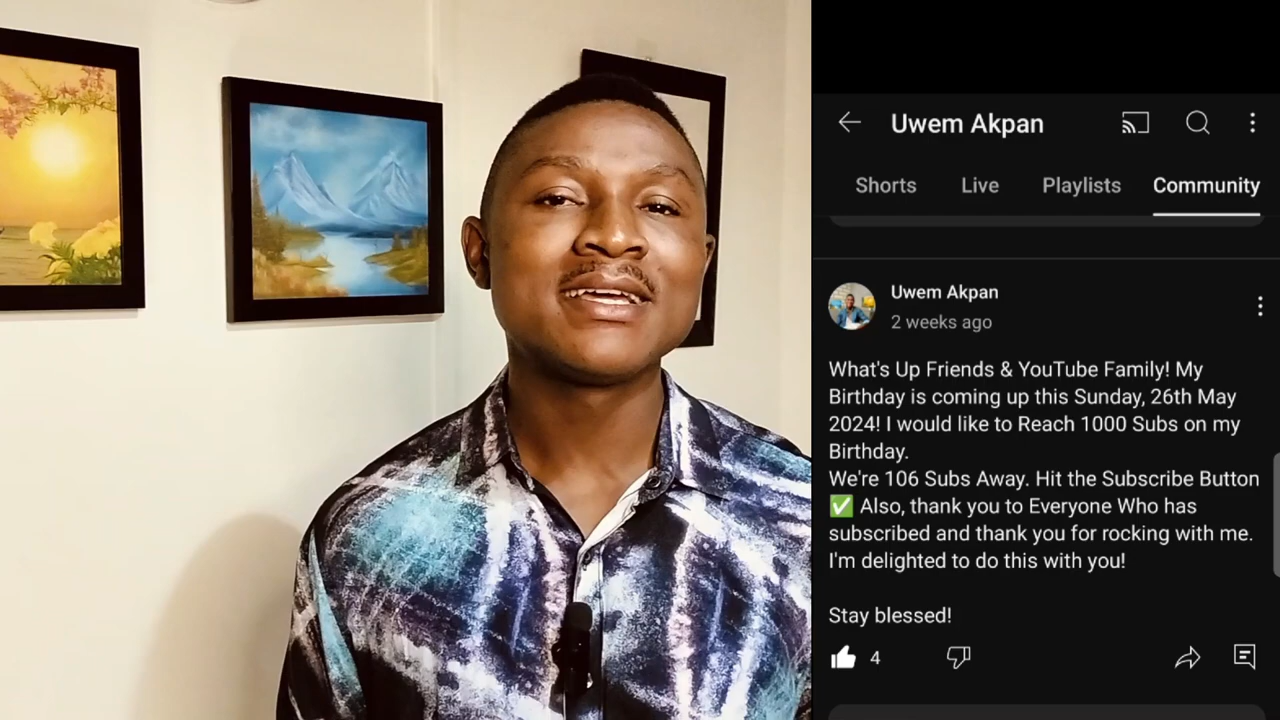 Uwem Akpan
Shorts Live Playlists Community
Uwem Akpan
2 weeks ago
What's Up Friends & YouTube Family! My
Birthday is coming up this Sunday, 26th May
2024! I would like to Reach 1000 Subs on my
Birthday.
We're 106 Subs Away. Hit the Subscribe Button
✅ Also, thank you to Everyone Who has
subscribed and thank you for rocking with me.
I'm delighted to do this with you!
Stay blessed!
4